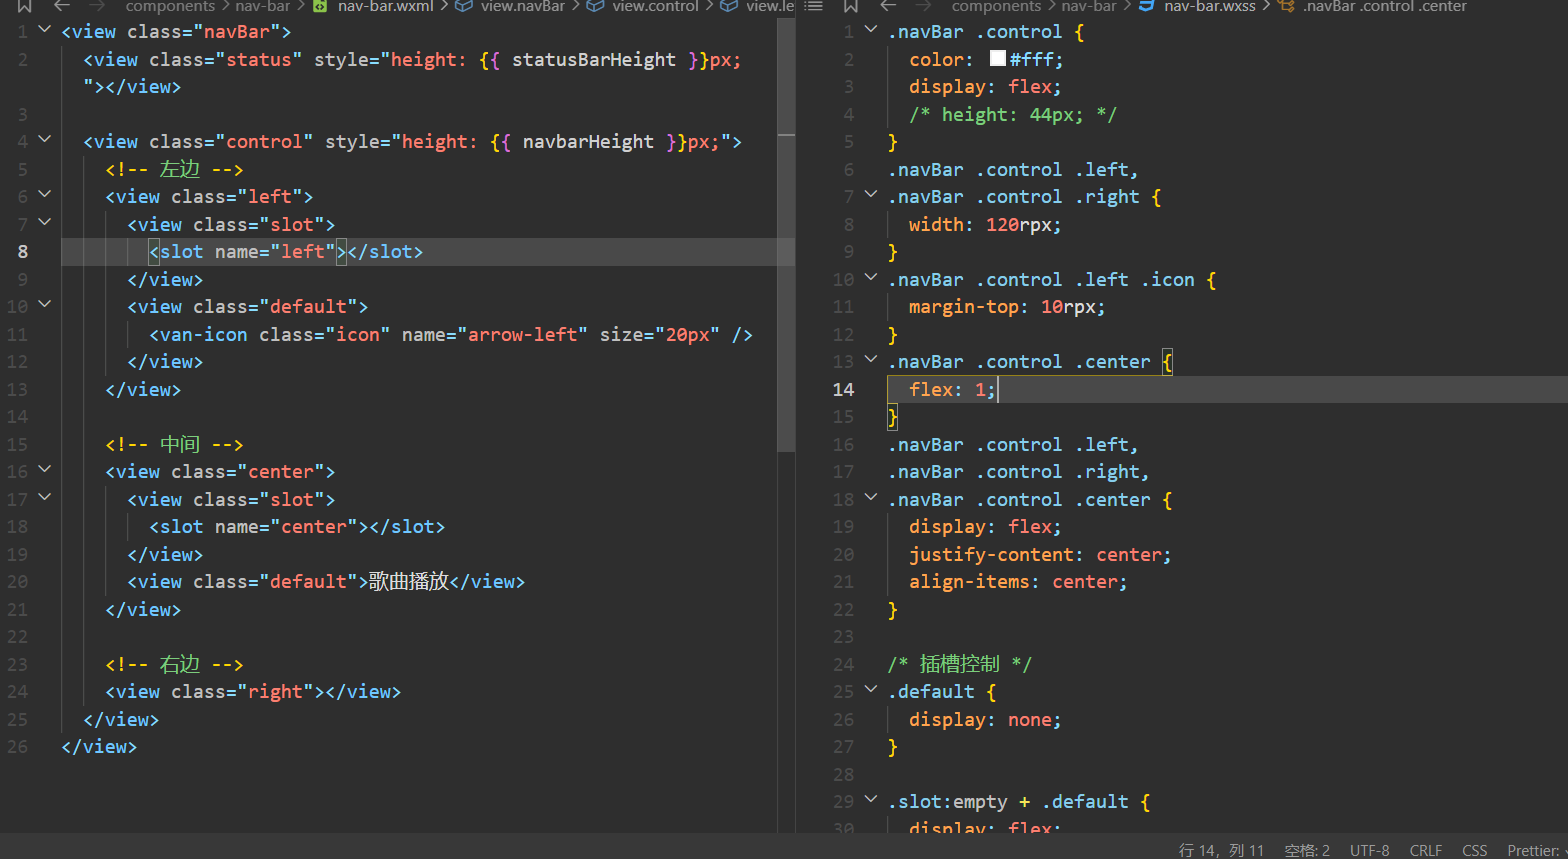 components > nav-bar > nav-bar.wxml > view.navBar > view.control > view.le
1 <view class="navBar">
2 <view class="status" style="height: {{ statusBarHeight }}px;
"></view>
3
4 <view class="control" style="height: {{ navbarHeight }}px;">
5 <!-- 左边 -->
6 <view class="left">
7 <view class="slot">
8 <slot name="left"></slot>
9 </view>
10 <view class="default">
11 <van-icon class="icon" name="arrow-left" size="20px" />
12 </view>
13 </view>
14
15 <!-- 中间 -->
16 <view class="center">
17 <view class="slot">
18 <slot name="center"></slot>
19 </view>
20 <view class="default">歌曲播放</view>
21 </view>
22
23 <!-- 右边 -->
24 <view class="right"></view>
25 </view>
26 </view>
components > nav-bar > nav-bar.wxss > .navBar .control .center
1 .navBar .control {
2 color: #fff;
3 display: flex;
4 /* height: 44px; */
5 }
6 .navBar .control .left,
7 .navBar .control .right {
8 width: 120rpx;
9 }
10 .navBar .control .left .icon {
11 margin-top: 10rpx;
12 }
13 .navBar .control .center {
14 flex: 1;
15 }
16 .navBar .control .left,
17 .navBar .control .right,
18 .navBar .control .center {
19 display: flex;
20 justify-content: center;
21 align-items: center;
22 }
23
24 /* 插槽控制 */
25 .default {
26 display: none;
27 }
28
29 .slot:empty + .default {
30 display: flex;
行 14，列 11 空格: 2 UTF-8 CRLF CSS Prettier: